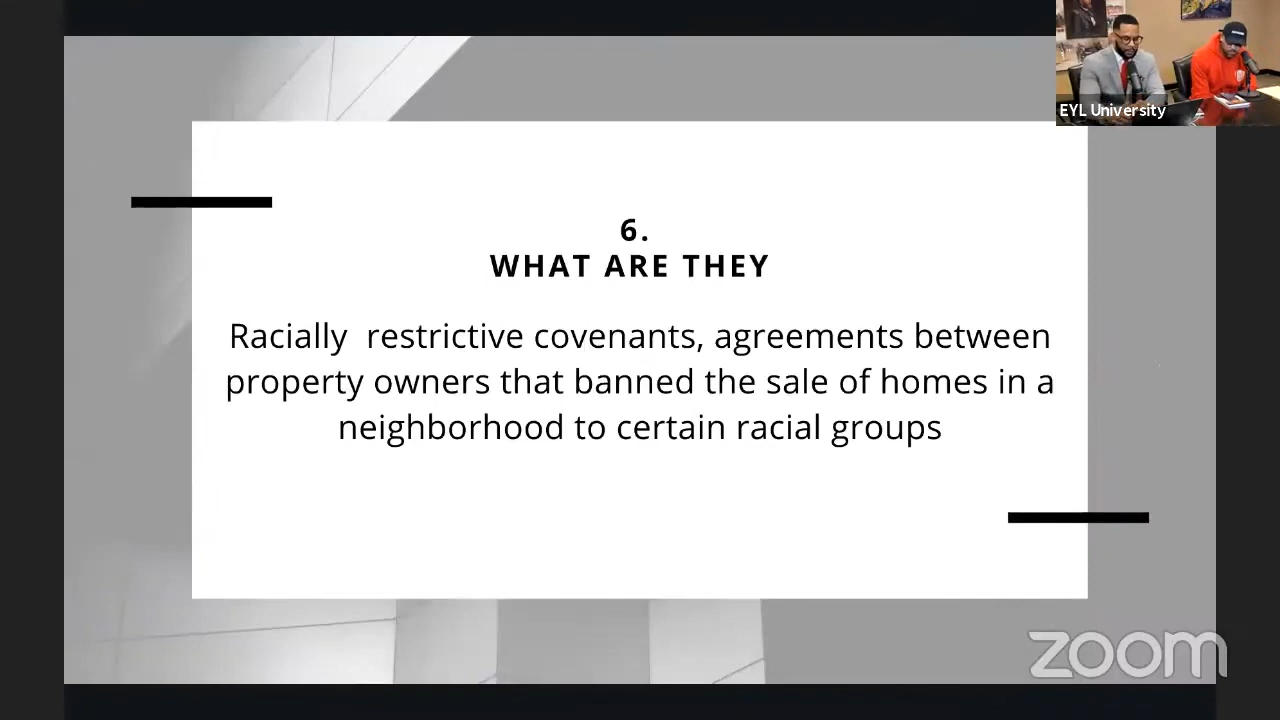 EYL University
6.
WHAT ARE THEY
Racially  restrictive covenants, agreements between
property owners that banned the sale of homes in a
neighborhood to certain racial groups
zoom